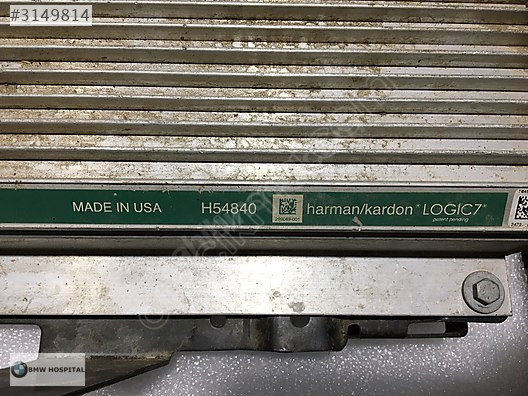 #3149814
MADE IN USA H54840 harman/kardon® LOGIC7®
patent pending
BMW HOSPITAL